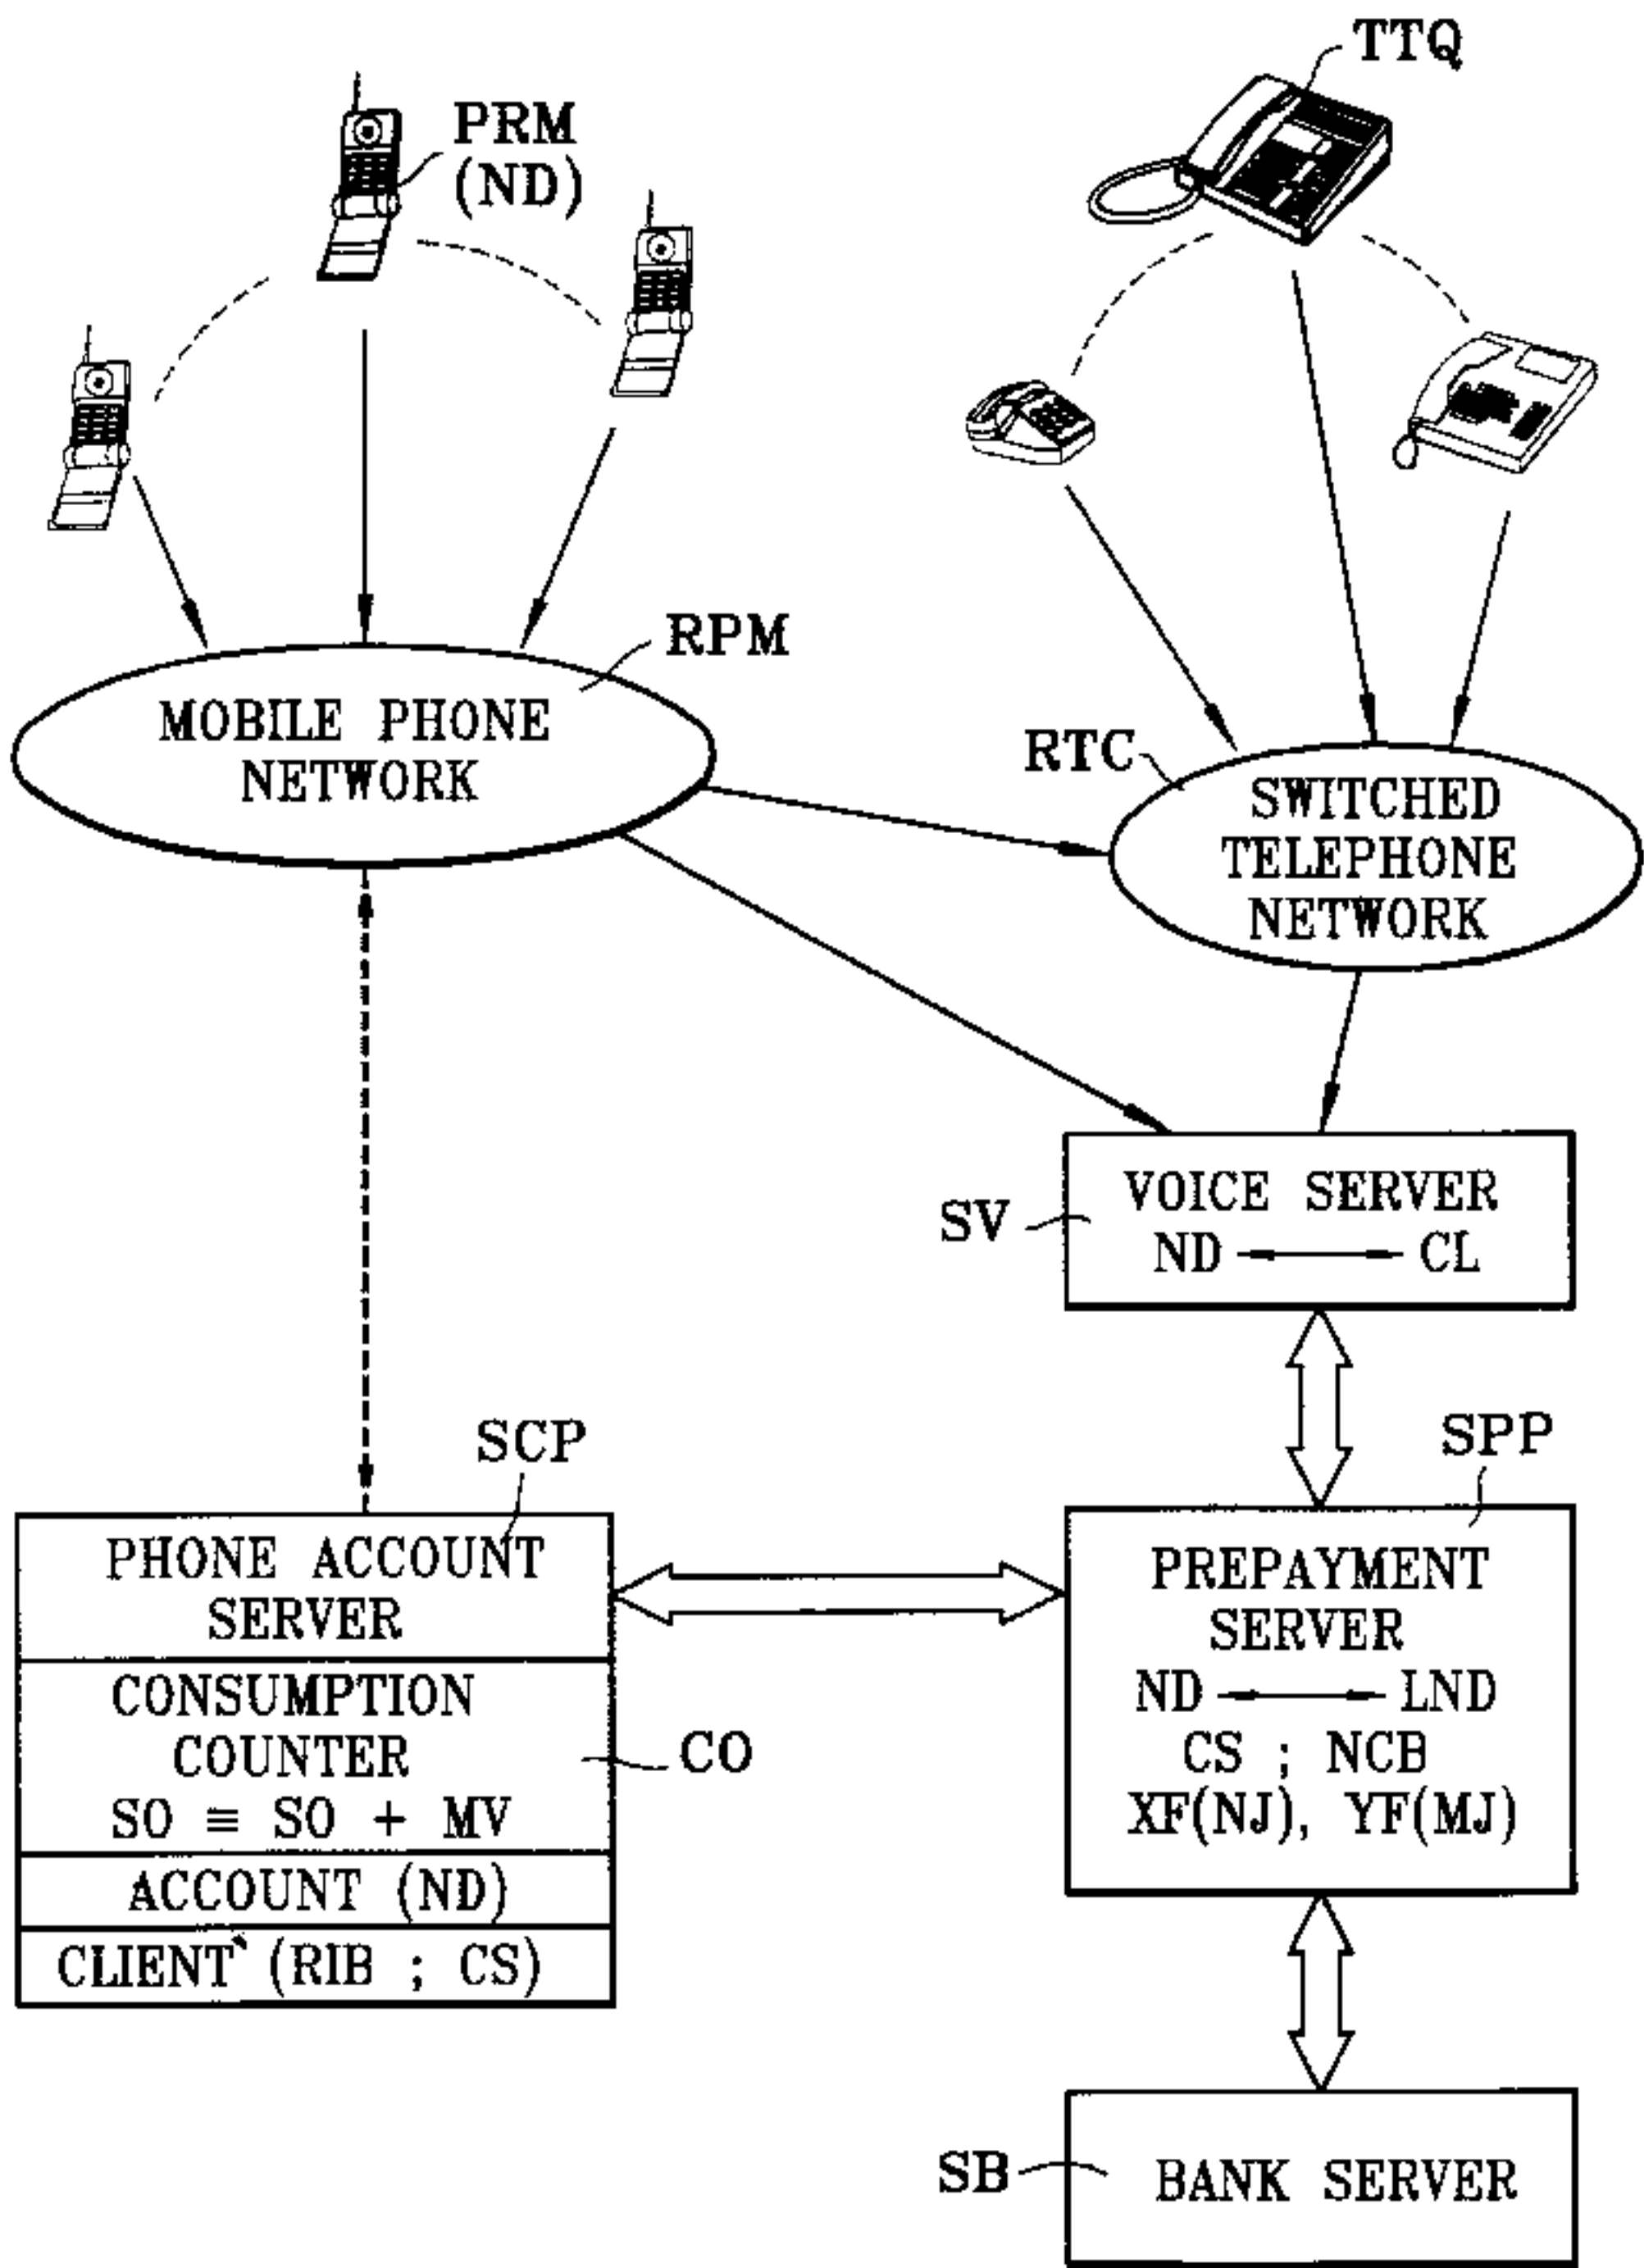 TTQ
PRM
(ND)
RPM
MOBILE PHONE
NETWORK
RTC
SWITCHED
TELEPHONE
NETWORK
SV
VOICE SERVER
ND ↔ CL
SCP
SPP
PHONE ACCOUNT
SERVER
CONSUMPTION
COUNTER
SO ≡ SO + MV
CO
ACCOUNT (ND)
CLIENT (RIB ; CS)
PREPAYMENT
SERVER
ND ↔ LND
CS ; NCB
XF(NJ), YF(MJ)
SB
BANK SERVER